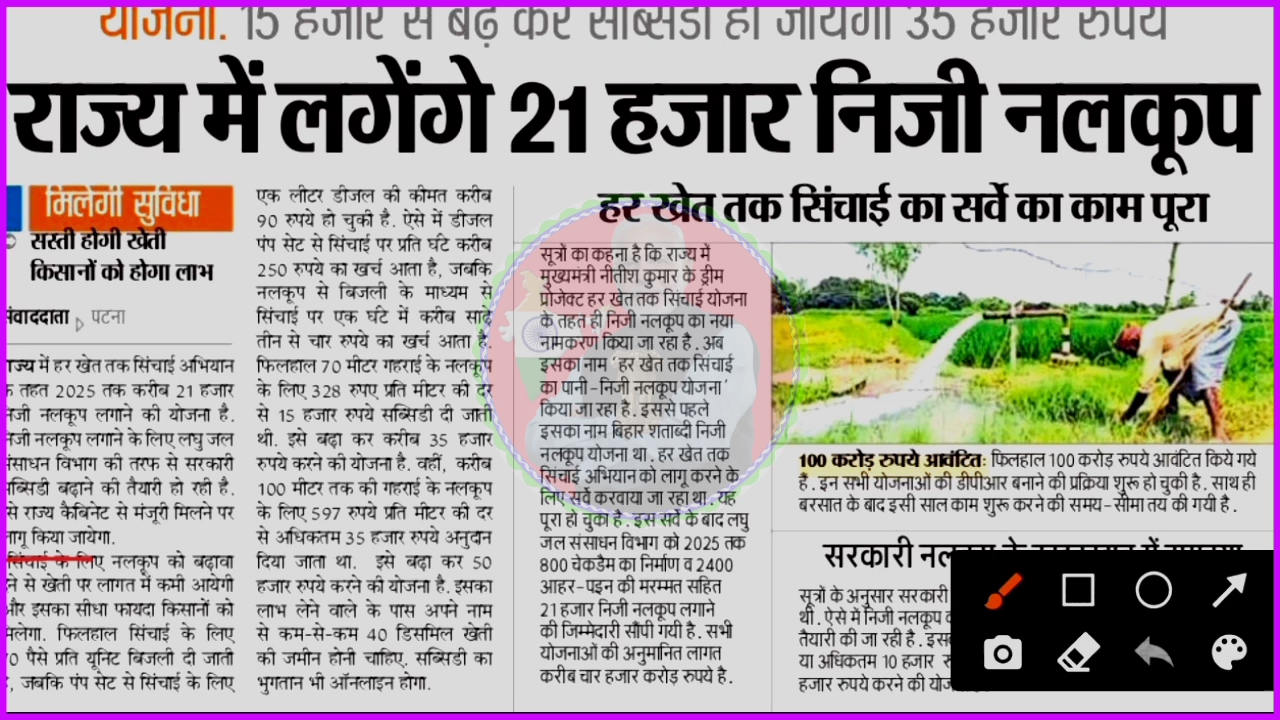 योजना. 15 हजार से बढ़ कर सब्सिडी हो जायेगी 35 हजार रुपये
राज्य में लगेंगे 21 हजार निजी नलकूप
मिलेगी सुविधा
सस्ती होगी खेती
किसानों को होगा लाभ
संवाददाता ▷ पटना
राज्य में हर खेत तक सिंचाई अभियान
के तहत 2025 तक करीब 21 हजार
निजी नलकूप लगाने की योजना है.
निजी नलकूप लगाने के लिए लघु जल
संसाधन विभाग की तरफ से सरकारी
सब्सिडी बढ़ाने की तैयारी हो रही है.
इसे राज्य कैबिनेट से मंजूरी मिलने पर
लागू किया जायेगा.
सिंचाई के लिए नलकूप को बढ़ावा
देने से खेती पर लागत में कमी आयेगी
और इसका सीधा फायदा किसानों को
मिलेगा. फिलहाल सिंचाई के लिए
70 पैसे प्रति यूनिट बिजली दी जाती
है, जबकि पंप सेट से सिंचाई के लिए
एक लीटर डीजल की कीमत करीब
90 रुपये हो चुकी है. ऐसे में डीजल
पंप सेट से सिंचाई पर प्रति घंटे करीब
250 रुपये का खर्च आता है, जबकि
नलकूप से बिजली के माध्यम से
सिंचाई पर एक घंटे में करीब साढ़े
तीन से चार रुपये का खर्च आता है.
फिलहाल 70 मीटर गहराई के नलकूप
के लिए 328 रुपए प्रति मीटर की दर
से 15 हजार रुपये सब्सिडी दी जाती
थी. इसे बढ़ा कर करीब 35 हजार
रुपये करने की योजना है. वहीं, करीब
100 मीटर तक की गहराई के नलकूप
के लिए 597 रुपये प्रति मीटर की दर
से अधिकतम 35 हजार रुपये अनुदान
दिया जाता था. इसे बढ़ा कर 50
हजार रुपये करने की योजना है. इसका
लाभ लेने वाले के पास अपने नाम
से कम-से-कम 40 डिसमिल खेती
की जमीन होनी चाहिए. सब्सिडी का
भुगतान भी ऑनलाइन होगा.
हर खेत तक सिंचाई का सर्वे का काम पूरा
सूत्रों का कहना है कि राज्य में
मुख्यमंत्री नीतीश कुमार के ड्रीम
प्रोजेक्ट हर खेत तक सिंचाई योजना
के तहत ही निजी नलकूप का नया
नामकरण किया जा रहा है. अब
इसका नाम 'हर खेत तक सिंचाई
का पानी-निजी नलकूप योजना'
किया जा रहा है. इससे पहले
इसका नाम बिहार शताब्दी निजी
नलकूप योजना था. हर खेत तक
सिंचाई अभियान को लागू करने के
लिए सर्वे करवाया जा रहा था. यह
पूरा हो चुका है. इस सर्वे के बाद लघु
जल संसाधन विभाग को 2025 तक
800 चेकडैम का निर्माण व 2400
आहर-पइन की मरम्मत सहित
21 हजार निजी नलकूप लगाने
की जिम्मेदारी सौंपी गयी है. सभी
योजनाओं की अनुमानित लागत
करीब चार हजार करोड़ रुपये है.
100 करोड़ रुपये आवंटित: फिलहाल 100 करोड़ रुपये आवंटित किये गये
हैं. इन सभी योजनाओं की डीपीआर बनाने की प्रक्रिया शुरू हो चुकी है. साथ ही
बरसात के बाद इसी साल काम शुरू करने की समय-सीमा तय की गयी है.
सरकारी
सूत्रों के अनुसार सरकारी
थी. ऐसे में निजी नलकूप
तैयारी की जा रही है. इस
या अधिकतम 10 हजार
हजार रुपये करने की